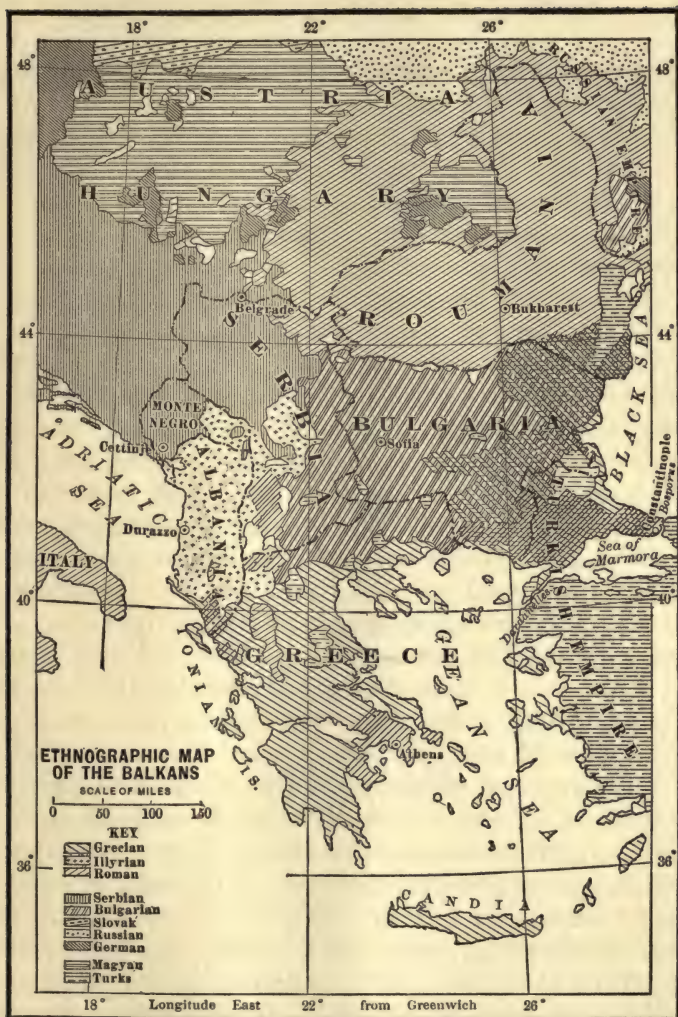 18° 22° 26°
48° 48°
AUSTRIA
HUNGARY
RUSSIAN EMPIRE
ROUMANIA
Belgrade
Bukharest
44° 44°
SERBIA
MONTE
NEGRO
BULGARIA
Sofia
BLACK SEA
Cettinje
ADRIATIC
SEA
ALBANIA
Durazzo
Constantinople
Bosporus
Sea of
Marmora
ITALY
40° 40°
Dardanelles
TURKISH EMPIRE
GREECE
ÆGEAN SEA
IONIAN IS.
Athens
ETHNOGRAPHIC MAP
OF THE BALKANS
SCALE OF MILES
0 50 100 150
KEY
Grecian
Illyrian
Roman
Serbian
Bulgarian
Slovak
Russian
German
Magyan
Turks
36° 36°
CANDIA
18° Longitude East 22° from Greenwich 26°